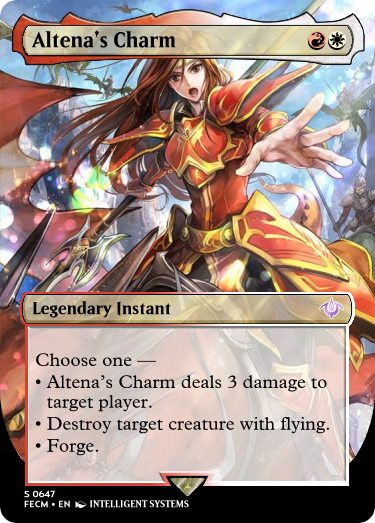 Altena's Charm
Legendary Instant
Choose one —
• Altena's Charm deals 3 damage to
target player.
• Destroy target creature with flying.
• Forge.
S 0647
FECM • EN INTELLIGENT SYSTEMS